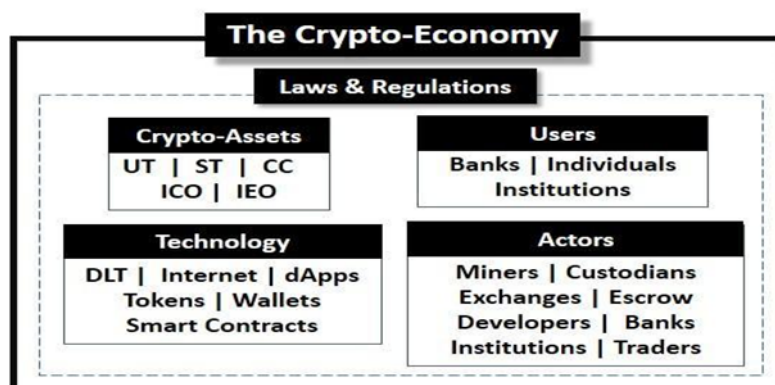 The Crypto-Economy
Laws & Regulations
Crypto-Assets
UT | ST | CC
ICO | IEO
Users
Banks | Individuals
Institutions
Technology
DLT | Internet | dApps
Tokens | Wallets
Smart Contracts
Actors
Miners | Custodians
Exchanges | Escrow
Developers | Banks
Institutions | Traders